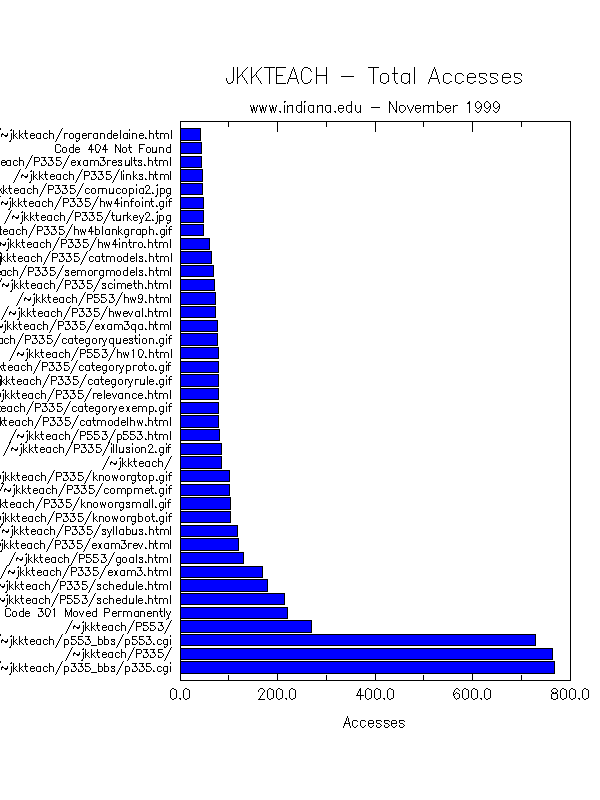 JKKTEACH – Total Accesses
www.indiana.edu – November 1999
/~jkkteach/rogerandelaine.html
Code 404 Not Found
each/P335/exam3results.html
/~jkkteach/P335/links.html
kkteach/P335/cornucopia2.jpg
~jkkteach/P335/hw4infoint.gif
/~jkkteach/P335/turkey2.jpg
teach/P335/hw4blankgraph.gif
~jkkteach/P335/hw4intro.html
jkkteach/P335/catmodels.html
ach/P335/semorgmodels.html
/~jkkteach/P335/scimeth.html
/~jkkteach/P553/hw9.html
/~jkkteach/P335/hweval.html
~jkkteach/P335/exam3qa.html
ach/P335/categoryquestion.gif
/~jkkteach/P553/hw10.html
kteach/P335/categoryproto.gif
kkteach/P335/categoryrule.gif
jkkteach/P335/relevance.html
teach/P335/categoryexemp.gif
kteach/P335/catmodelhw.html
/~jkkteach/P553/p553.html
/~jkkteach/P335/illusion2.gif
/~jkkteach/
jkkteach/P335/knoworgtop.gif
/~jkkteach/P335/compmet.gif
kteach/P335/knoworgsmall.gif
jkkteach/P335/knoworgbot.gif
/~jkkteach/P335/syllabus.html
~jkkteach/P335/exam3rev.html
/~jkkteach/P553/goals.html
/~jkkteach/P335/exam3.html
/~jkkteach/P335/schedule.html
/~jkkteach/P553/schedule.html
Code 301 Moved Permanently
/~jkkteach/P553/
/~jkkteach/p553_bbs/p553.cgi
/~jkkteach/P335/
/~jkkteach/p335_bbs/p335.cgi
0.0 200.0 400.0 600.0 800.0
Accesses